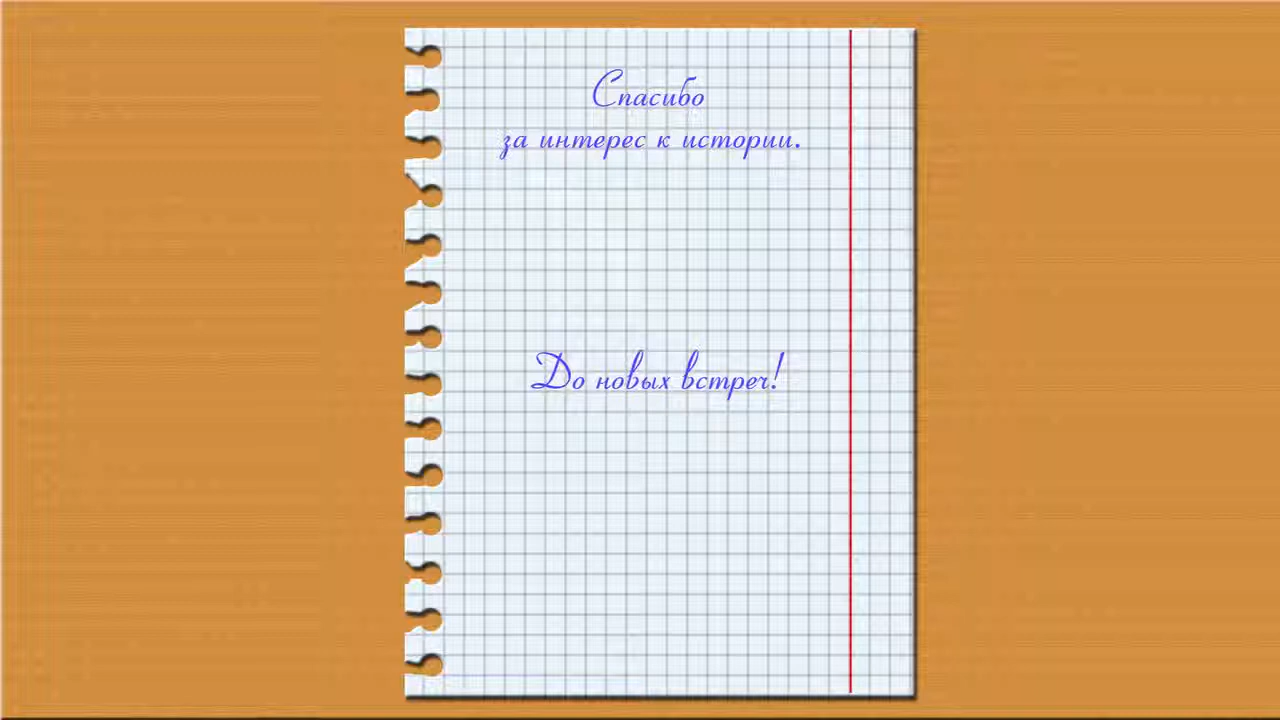 Спасибо
за интерес к истории.
До новых встреч!